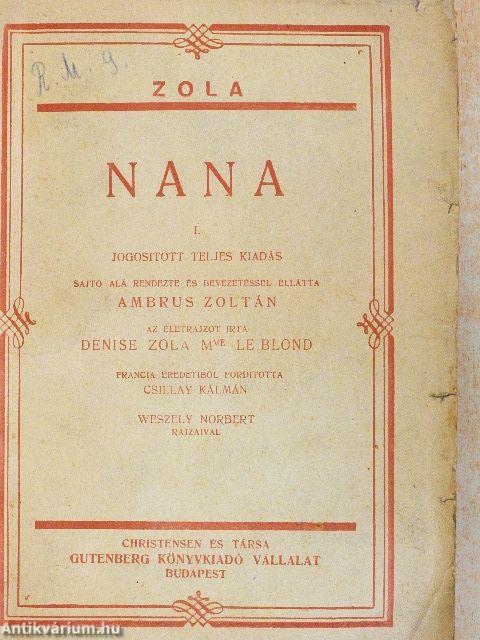 R. M. 9.
ZOLA
NANA
I.
JOGOSITOTT TELJES KIADÁS
SAJTÓ ALÁ RENDEZTE ÉS BEVEZETÉSSEL ELLÁTTA
AMBRUS ZOLTÁN
AZ ÉLETRAJZOT IRTA
DENISE ZOLA MME LE BLOND
FRANCIA EREDETIBŐL FORDITOTTA
CSILLAY KÁLMÁN
WESZELY NORBERT
RAJZAIVAL
CHRISTENSEN ÉS TÁRSA
GUTENBERG KÖNYVKIADÓ VÁLLALAT
BUDAPEST
Antikvárium.hu